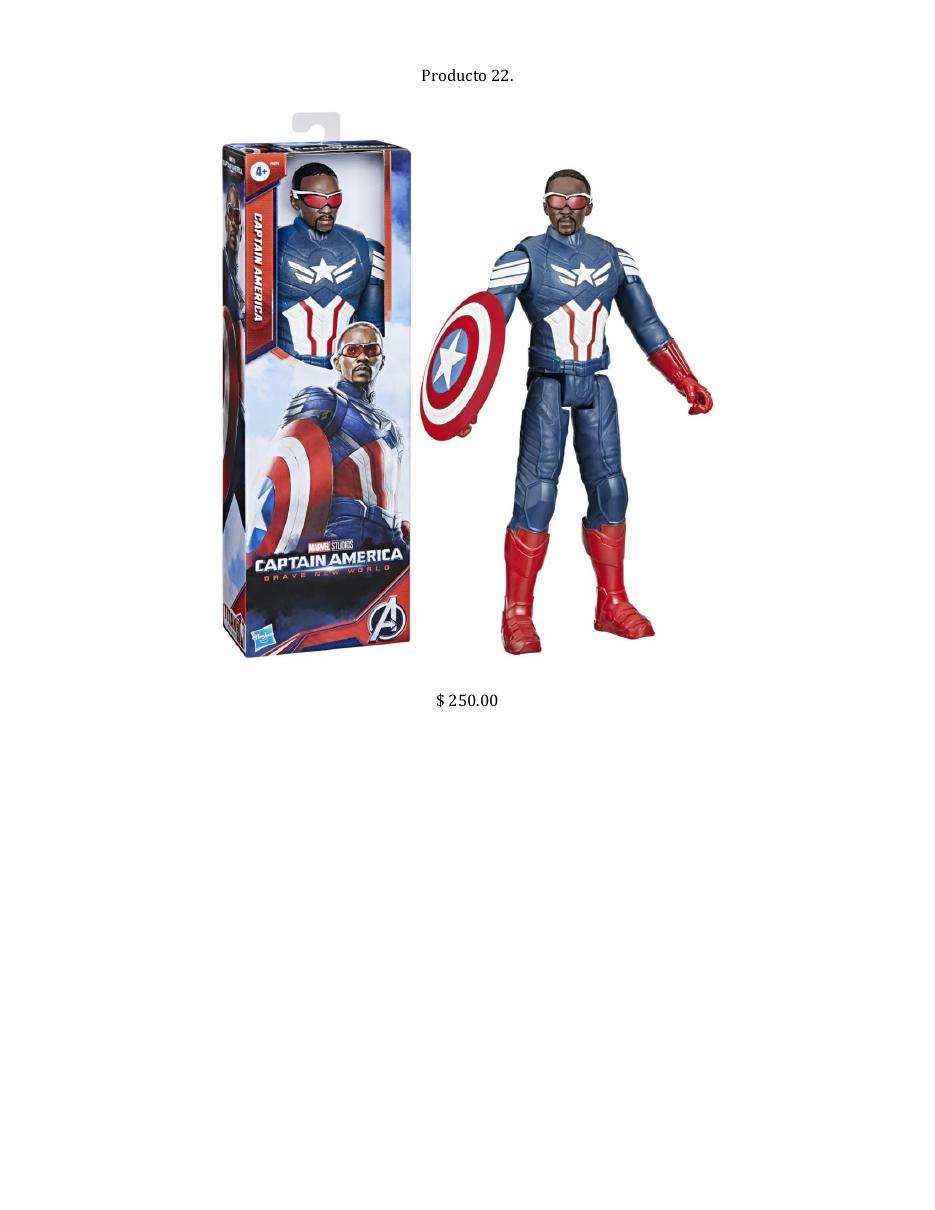 Producto 22.
4+
CAPTAIN AMERICA
MARVEL STUDIOS
CAPTAIN AMERICA
BRAVE NEW WORLD
Hasbro
$ 250.00